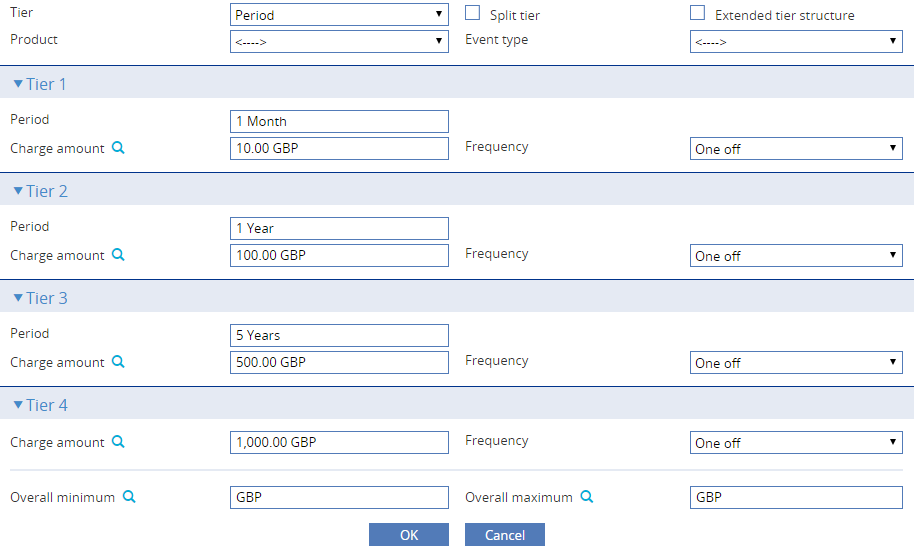 Tier Period Split tier Extended tier structure
Product <----> Event type <---->
Tier 1
Period 1 Month
Charge amount 10.00 GBP Frequency One off
Tier 2
Period 1 Year
Charge amount 100.00 GBP Frequency One off
Tier 3
Period 5 Years
Charge amount 500.00 GBP Frequency One off
Tier 4
Charge amount 1,000.00 GBP Frequency One off
Overall minimum GBP Overall maximum GBP
OK Cancel